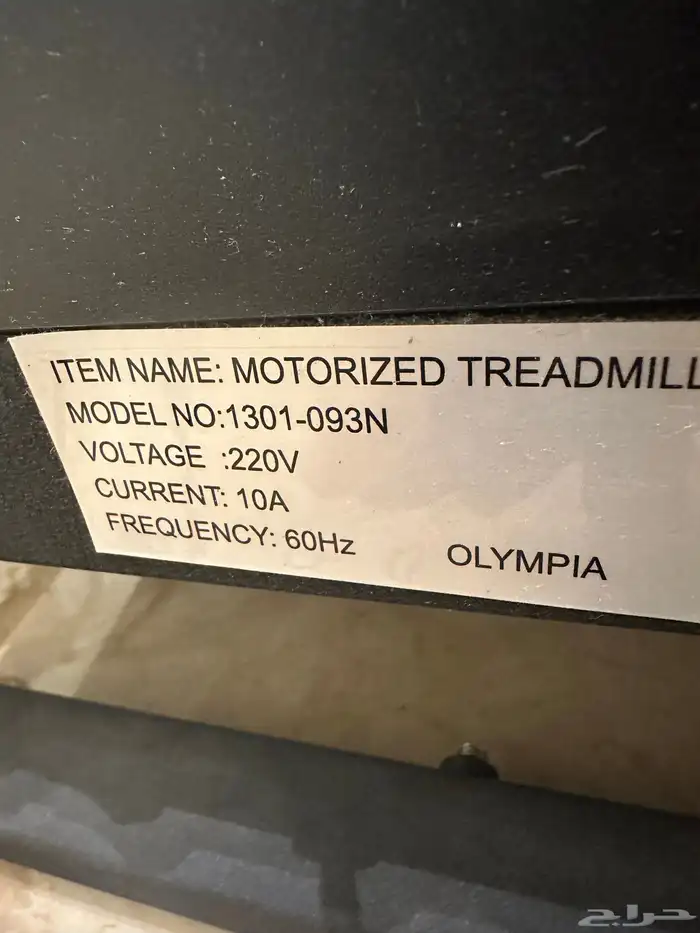 ITEM NAME: MOTORIZED TREADMILL
MODEL NO:1301-093N
VOLTAGE :220V
CURRENT: 10A
FREQUENCY: 60Hz
OLYMPIA
حراج